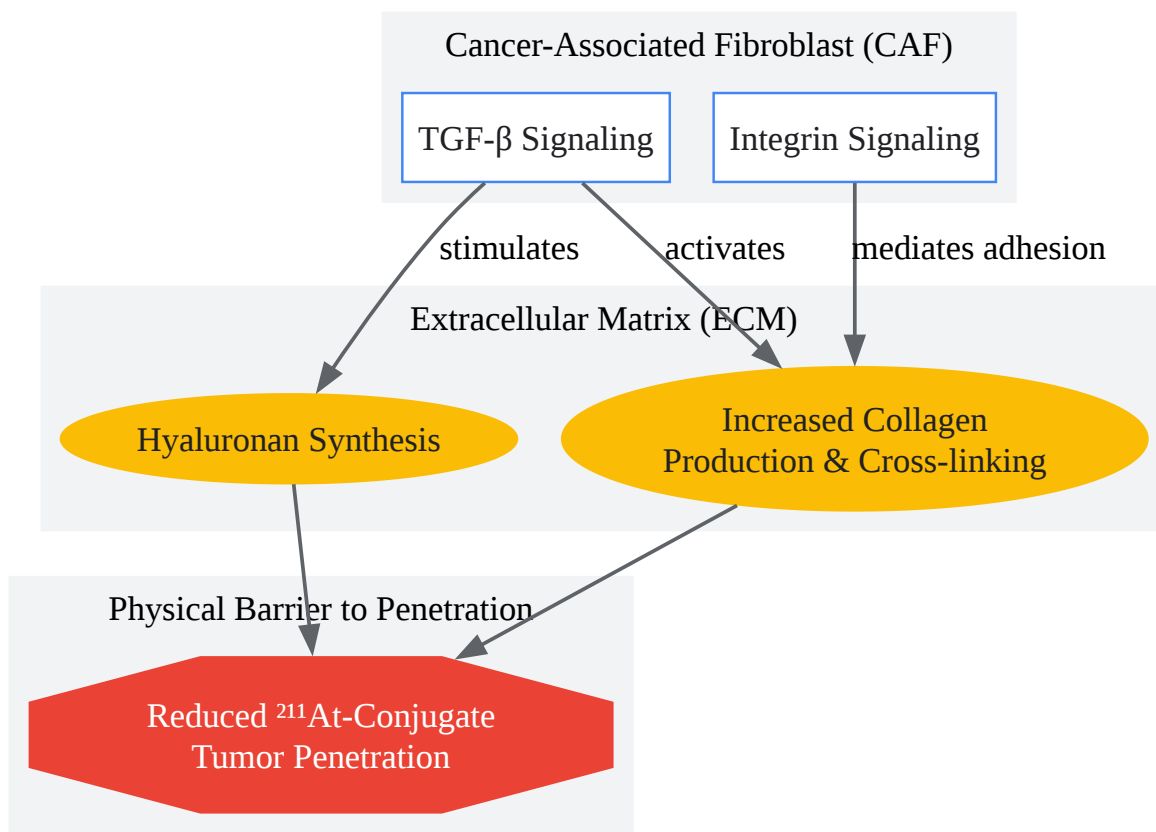 Cancer-Associated Fibroblast (CAF)
TGF-β Signaling
Integrin Signaling
stimulates
activates
mediates adhesion
Extracellular Matrix (ECM)
Hyaluronan Synthesis
Increased Collagen
Production & Cross-linking
Physical Barrier to Penetration
Reduced ²¹¹At-Conjugate
Tumor Penetration